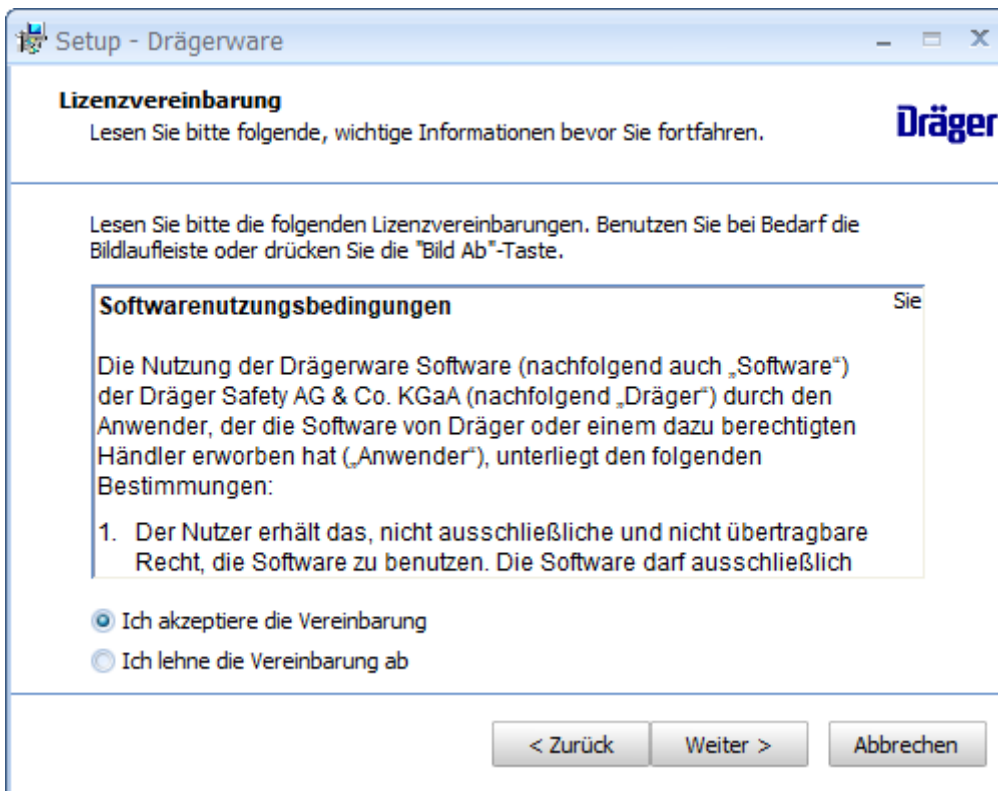 Setup - Drägerware
Lizenzvereinbarung
Lesen Sie bitte folgende, wichtige Informationen bevor Sie fortfahren.
Dräger
Lesen Sie bitte die folgenden Lizenzvereinbarungen. Benutzen Sie bei Bedarf die
Bildlaufleiste oder drücken Sie die "Bild Ab"-Taste.
Softwarenutzungsbedingungen
Sie
Die Nutzung der Drägerware Software (nachfolgend auch „Software“)
der Dräger Safety AG & Co. KGaA (nachfolgend „Dräger“) durch den
Anwender, der die Software von Dräger oder einem dazu berechtigten
Händler erworben hat („Anwender“), unterliegt den folgenden
Bestimmungen:
1. Der Nutzer erhält das, nicht ausschließliche und nicht übertragbare
Recht, die Software zu benutzen. Die Software darf ausschließlich
Ich akzeptiere die Vereinbarung
Ich lehne die Vereinbarung ab
< Zurück
Weiter >
Abbrechen